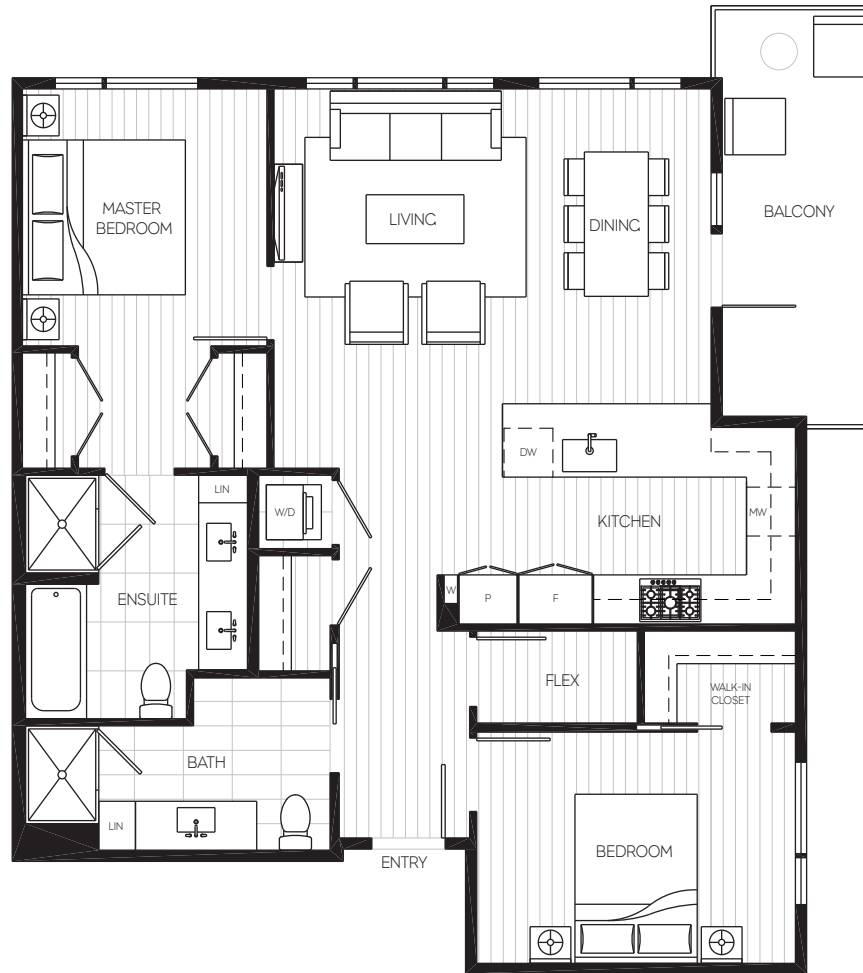 MASTER
BEDROOM
LIVING
DINING
BALCONY
DW
LIN
W/D
KITCHEN
MW
ENSUITE
W
P
F
FLEX
WALK-IN
CLOSET
BATH
LIN
BEDROOM
ENTRY